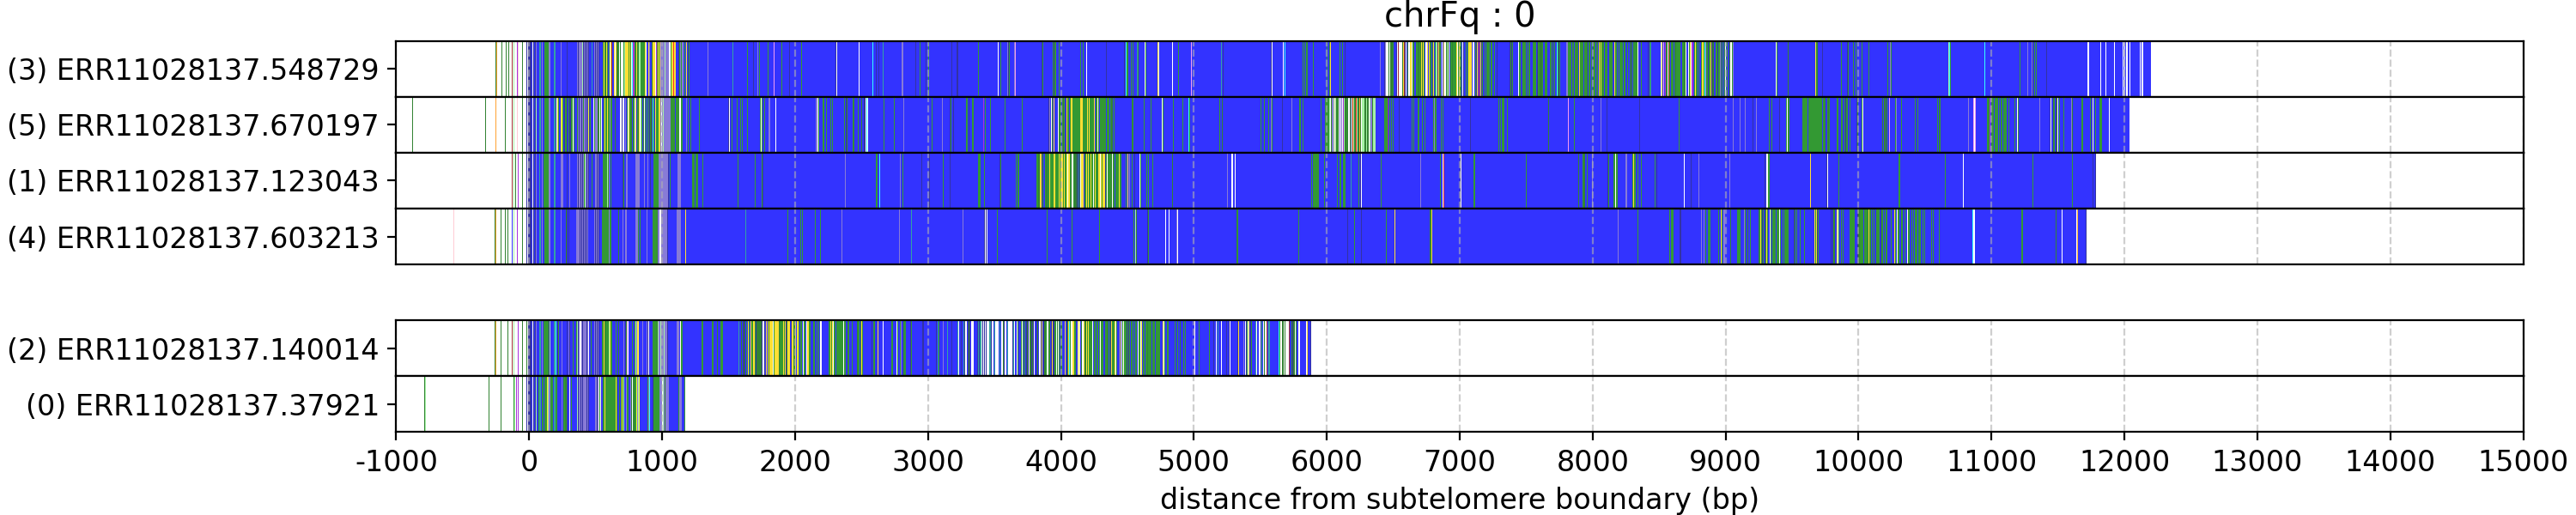 chrFq : 0
(3) ERR11028137.548729
(5) ERR11028137.670197
(1) ERR11028137.123043
(4) ERR11028137.603213
(2) ERR11028137.140014
(0) ERR11028137.37921
-1000 0 1000 2000 3000 4000 5000 6000 7000 8000 9000 10000 11000 12000 13000 14000 15000
distance from subtelomere boundary (bp)